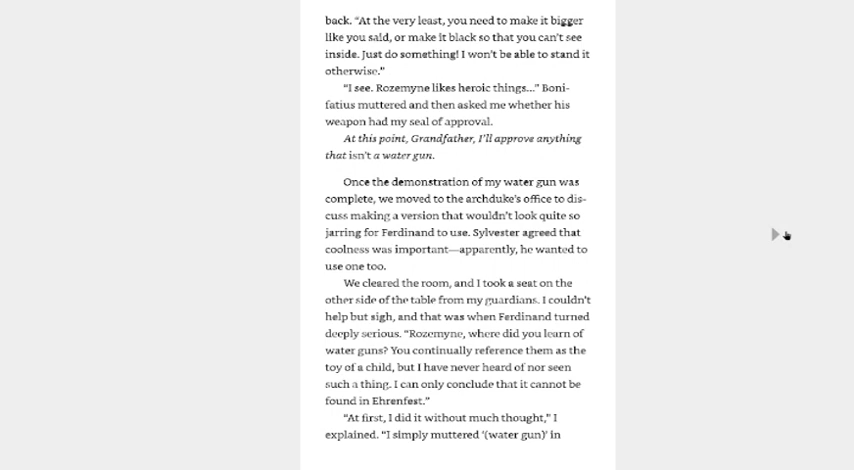 back. “At the very least, you need to make it bigger
like you said, or make it black so that you can’t see
inside. Just do something! I won’t be able to stand it
otherwise.”
“I see. Rozemyne likes heroic things...” Boni-
fatius muttered and then asked me whether his
weapon had my seal of approval.
At this point, Grandfather, I’ll approve anything
that isn’t a water gun.
Once the demonstration of my water gun was
complete, we moved to the archduke’s office to dis-
cuss making a version that wouldn’t look quite so
jarring for Ferdinand to use. Sylvester agreed that
coolness was important—apparently, he wanted to
use one too.
We cleared the room, and I took a seat on the
other side of the table from my guardians. I couldn’t
help but sigh, and that was when Ferdinand turned
deeply serious. “Rozemyne, where did you learn of
water guns? You continually reference them as the
toy of a child, but I have never heard of nor seen
such a thing. I can only conclude that it cannot be
found in Ehrenfest.”
“At first, I did it without much thought,” I
explained. “I simply muttered ‘(water gun)’ in